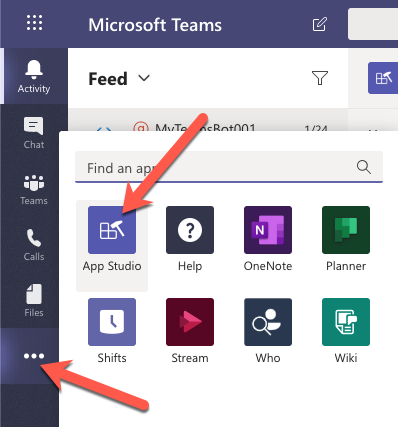 Microsoft Teams
Activity
Feed
MyTeamsBot001
1/24
Chat
Find an app
Teams
App Studio
Help
OneNote
Planner
Calls
Files
Shifts
Stream
Who
Wiki